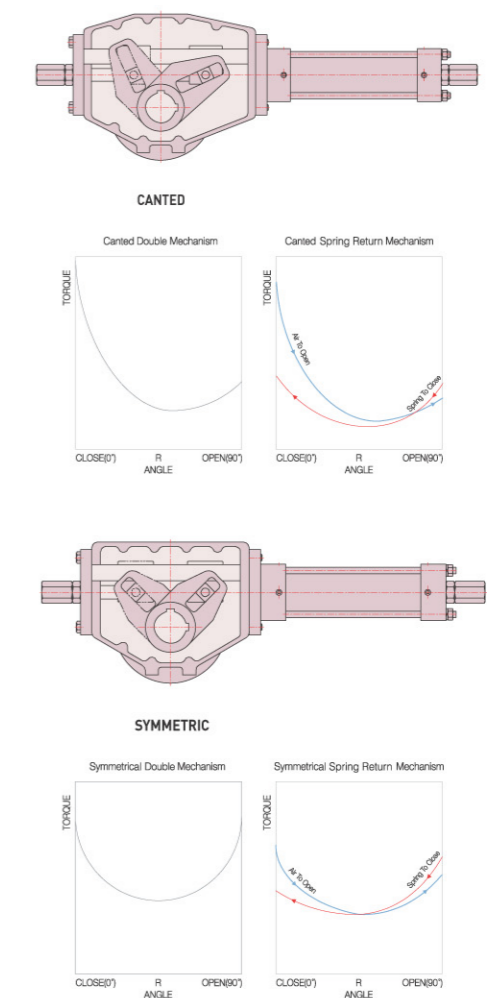 CANTED
Canted Double Mechanism
TORQUE
CLOSE(0°) R OPEN(90°)
ANGLE
Canted Spring Return Mechanism
TORQUE
Air To Open
Spring To Close
CLOSE(0°) R OPEN(90°)
ANGLE
SYMMETRIC
Symmetrical Double Mechanism
TORQUE
CLOSE(0°) R OPEN(90°)
ANGLE
Symmetrical Spring Return Mechanism
TORQUE
Air To Open
Spring To Close
CLOSE(0°) R OPEN(90°)
ANGLE